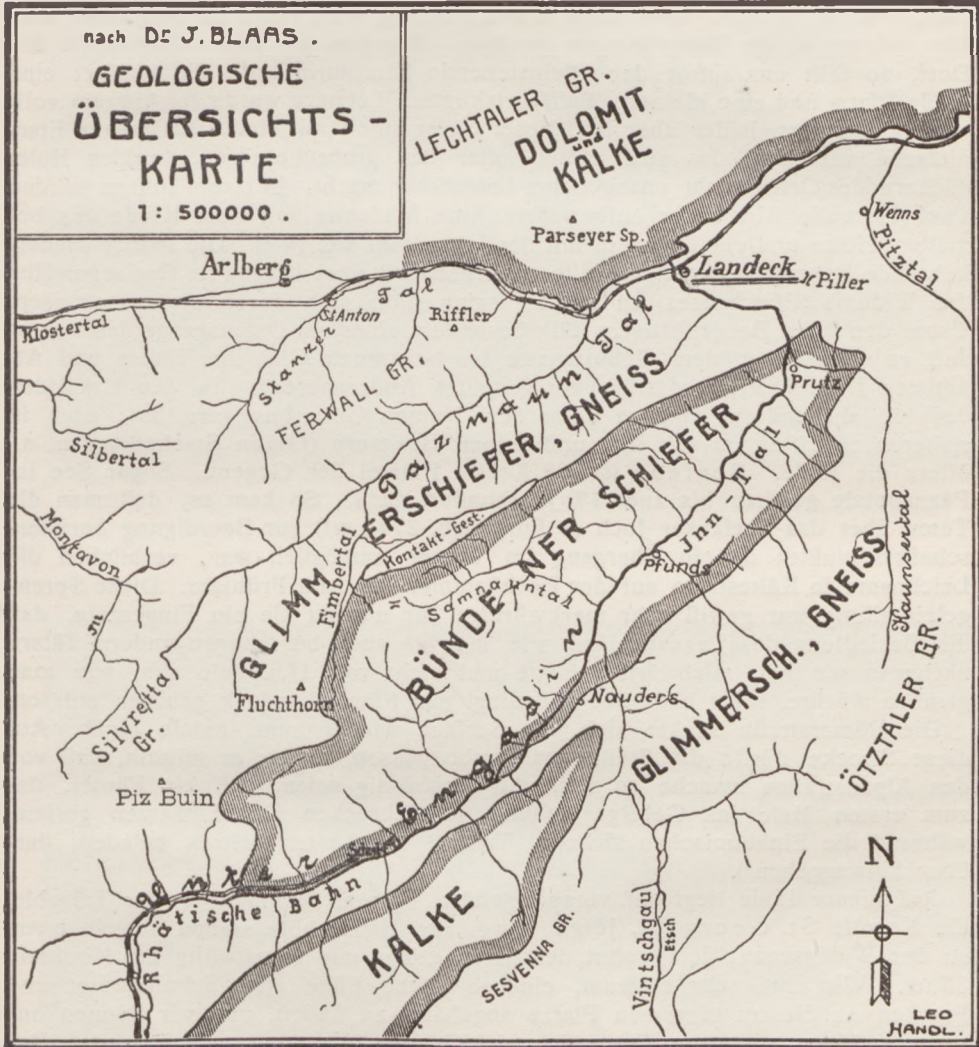 nach Dr J. BLAAS.
GEOLOGISCHE
ÜBERSICHTS-
KARTE
1: 500000.
LECHTALER GR.
DOLOMIT
UND
KALKE
Parseyer Sp.
Wenns
Pitztal
Arlberg
Landeck
Piller
Klostertal
St Anton
Stanzer Tal
Riffler
FERWALL GR.
Silbertal
Paznaun Tal
GLIMMERSCHIEFER, GNEISS
Prutz
Kontakt-Gest.
Montavon
Fimbertal
BÜNDENER SCHIEFER
Samnauntal
Pfunds
Inn-Tal
Kaunsertal
Jll
Silvretta
Gr.
Fluchthorn
Nauders
GLIMMERSCH., GNEISS
ÖTZTALER GR.
Piz Buin
Unter Engadin
Rhätische Bahn
KALKE
SESVENNA GR.
Vintschgau
Etsch
N
LEO
HANDL.